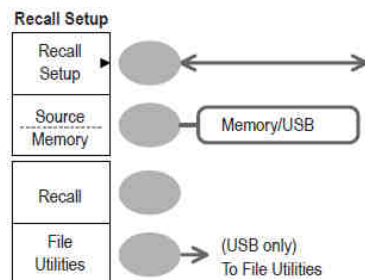 Recall Setup
Recall
Setup
Source
Memory
Memory/USB
Recall
File
Utilities
(USB only)
To File Utilities